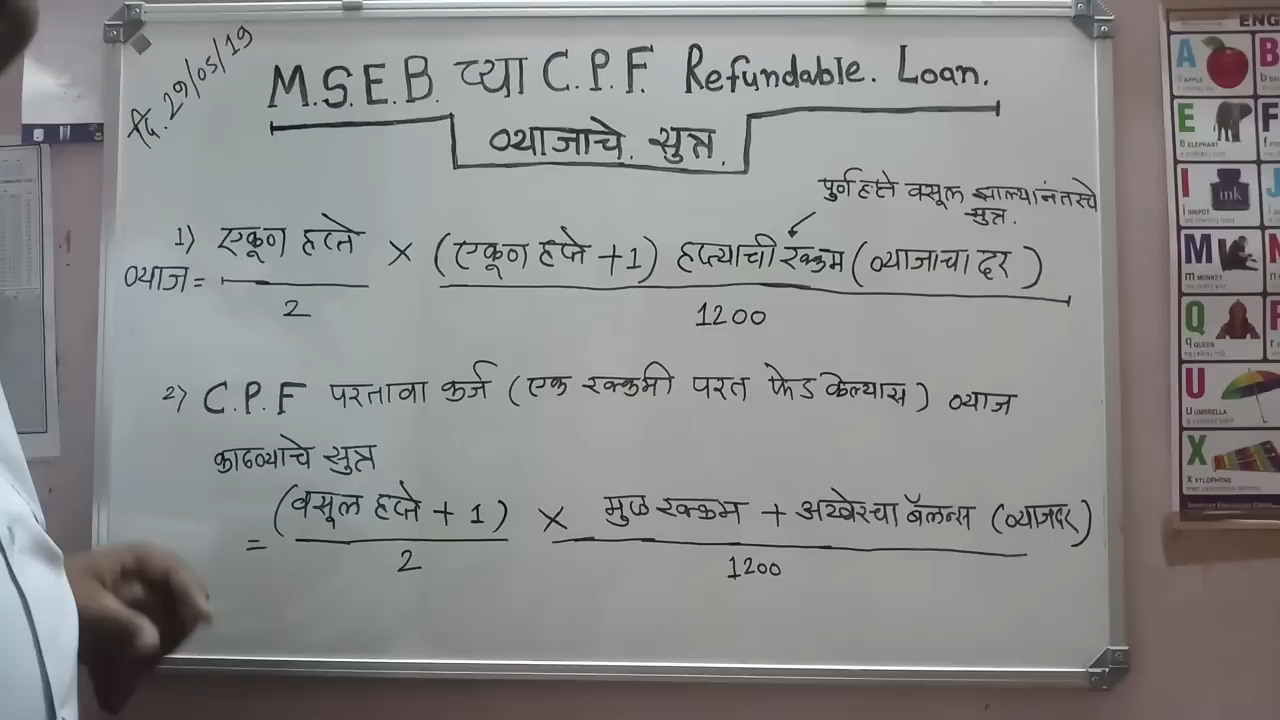 ता. 29/05/19
M.S.E.B. च्या C.P.F. Refundable. Loan.
व्याजाचे. सुत्र.
पुर्ण हप्ते वसूल झाल्यानंतरचे
सुत्र.
1) एकूण हप्ते × (एकूण हप्ते +1) हप्त्याची रक्कम (व्याजाचा दर)
व्याज =
2 1200
2) C.P.F परतावा कर्ज (एक रक्कमी परत फेड केल्यास) व्याज
काढण्याचे सुत्र
(वसूल हप्ते + 1) × मुळ रक्कम + अखेरचा बॅलन्स (व्याजदर)
=
2 1200
ENG
A B
APPLE
E F
e ELEPHANT
I J
ink
i INKPOT
M N
m MONKEY
Q
q QUEEN
U
u UMBRELLA
X
x XYLOPHONE